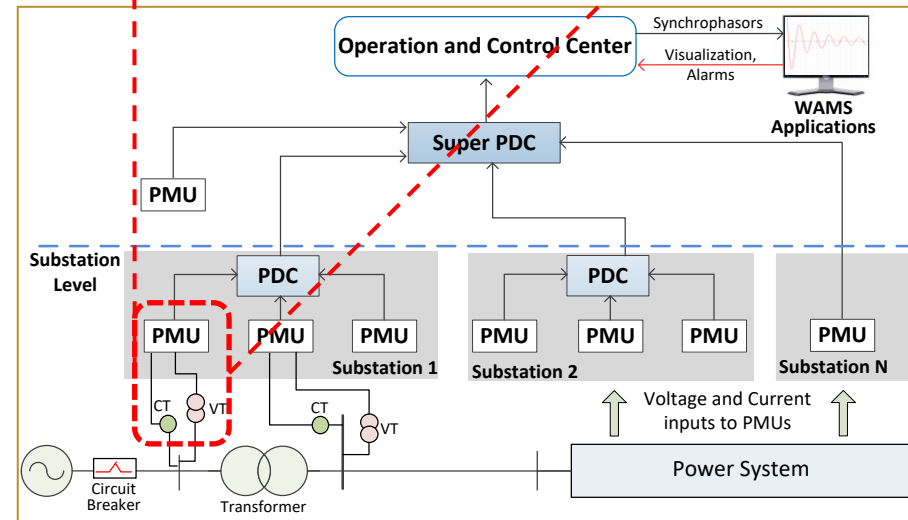 Operation and Control Center
Synchrophasors
Visualization,
Alarms
WAMS
Applications
Super PDC
PMU
Substation
Level
PDC
PMU
PMU
PMU
Substation 1
PDC
PMU
PMU
PMU
Substation 2
PMU
Substation N
CT
VT
CT
VT
Voltage and Current
inputs to PMUs
Circuit
Breaker
Transformer
Power System